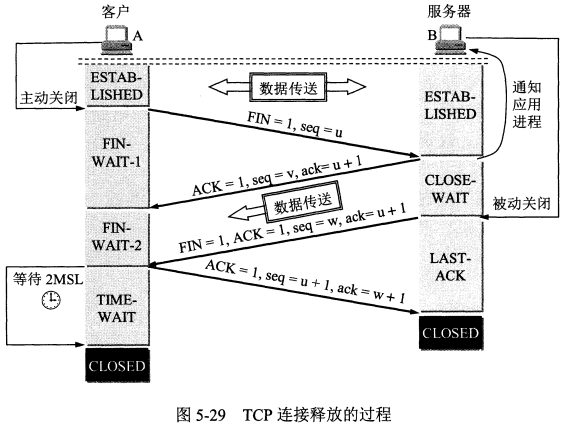 客户
服务器
A
B
ESTAB-
LISHED
数据传送
ESTAB-
LISHED
通知
应用
进程
主动关闭
FIN = 1, seq = u
FIN-
WAIT-1
ACK = 1, seq = v, ack= u + 1
CLOSE-
WAIT
数据传送
被动关闭
FIN-
WAIT-2
FIN = 1, ACK = 1, seq = w, ack= u + 1
LAST-
ACK
等待 2MSL
ACK = 1, seq = u + 1, ack = w + 1
TIME-
WAIT
CLOSED
CLOSED
图 5-29 TCP 连接释放的过程